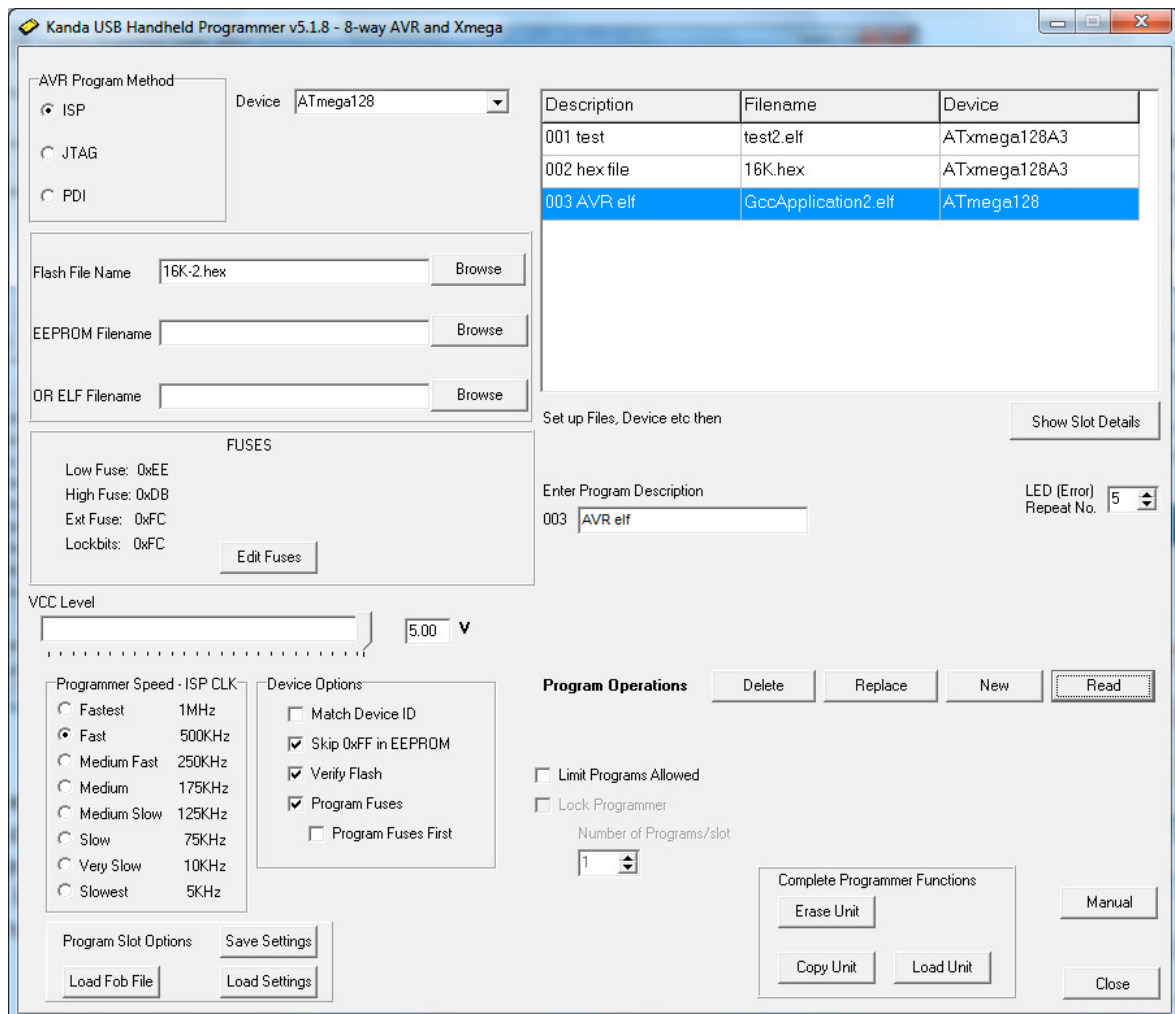 Kanda USB Handheld Programmer v5.1.8 - 8-way AVR and Xmega
AVR Program Method
ISP
JTAG
PDI
Device ATmega128
Flash File Name 16K-2.hex Browse
EEPROM Filename Browse
OR ELF Filename Browse
FUSES
Low Fuse: 0xEE
High Fuse: 0xDB
Ext Fuse: 0xFC
Lockbits: 0xFC
Edit Fuses
VCC Level
5.00 V
Programmer Speed - ISP CLK
Fastest 1MHz
Fast 500KHz
Medium Fast 250KHz
Medium 175KHz
Medium Slow 125KHz
Slow 75KHz
Very Slow 10KHz
Slowest 5KHz
Device Options
Match Device ID
Skip 0xFF in EEPROM
Verify Flash
Program Fuses
Program Fuses First
Program Slot Options Save Settings
Load Fob File Load Settings
Description Filename Device
001 test test2.elf ATxmega128A3
002 hex file 16K.hex ATxmega128A3
003 AVR elf GccApplication2.elf ATmega128
Set up Files, Device etc then
Show Slot Details
Enter Program Description
003 AVR elf
LED (Error)
Repeat No. 5
Program Operations Delete Replace New Read
Limit Programs Allowed
Lock Programmer
Number of Programs/slot
1
Complete Programmer Functions
Erase Unit
Copy Unit Load Unit
Manual
Close